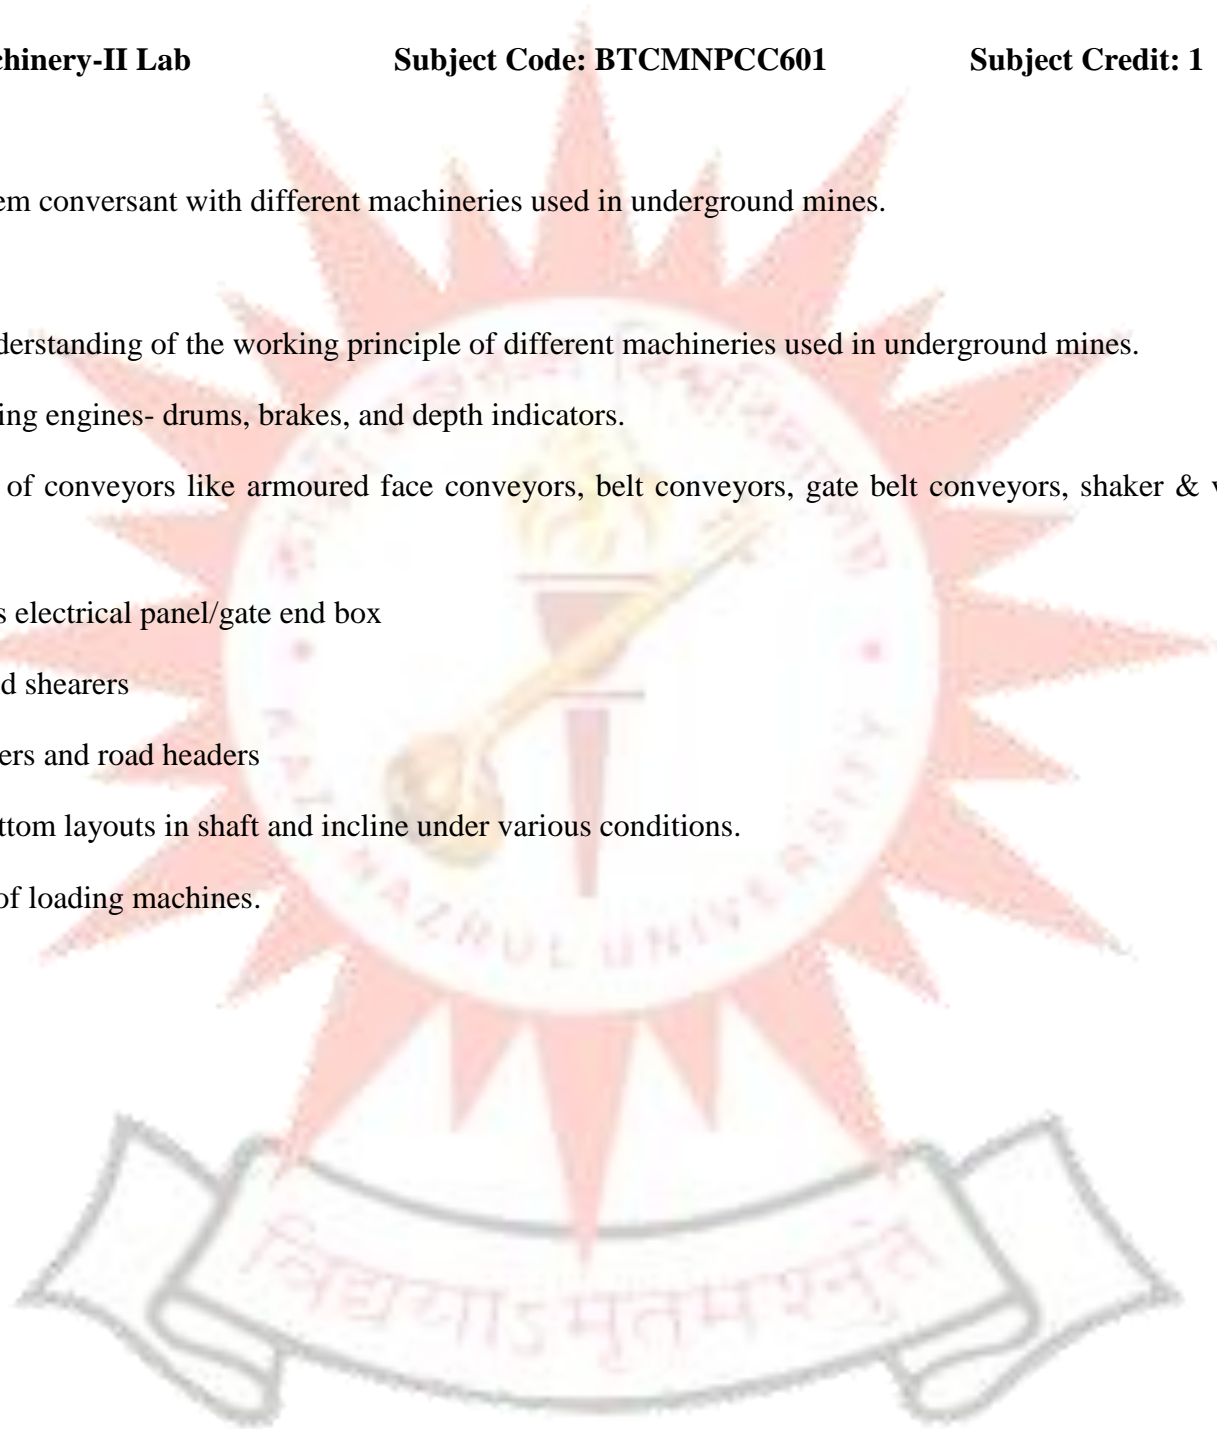 chinery-II Lab Subject Code: BTCMNPCC601 Subject Credit: 1
em conversant with different machineries used in underground mines.
derstanding of the working principle of different machineries used in underground mines.
ing engines- drums, brakes, and depth indicators.
of conveyors like armoured face conveyors, belt conveyors, gate belt conveyors, shaker & v
s electrical panel/gate end box
d shearers
ers and road headers
ttom layouts in shaft and incline under various conditions.
of loading machines.
NAZRUL UNIVERSITY